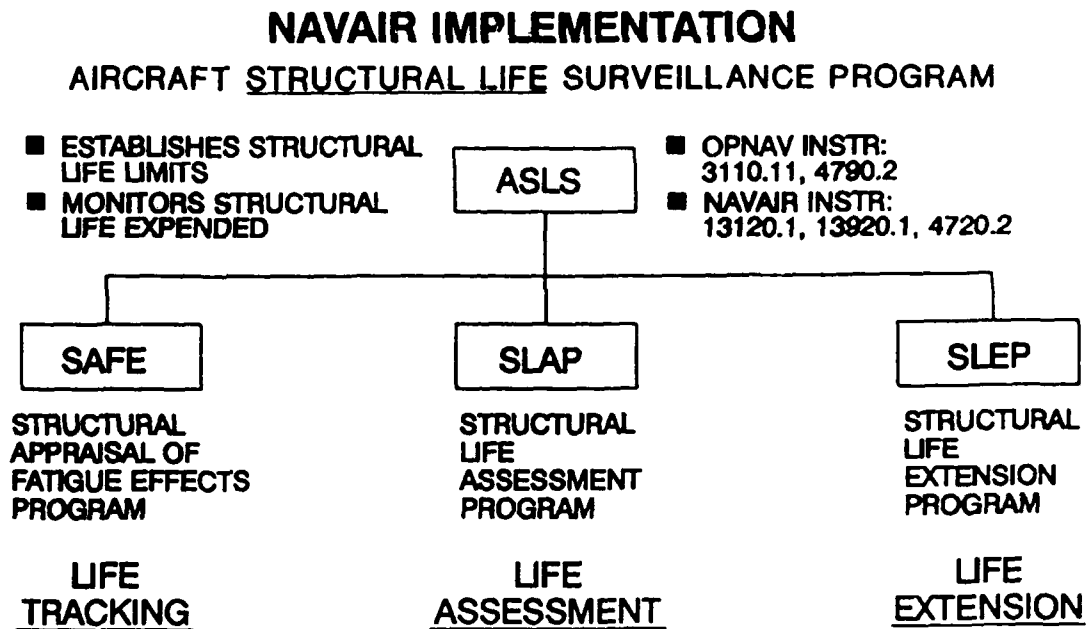 NAVAIR IMPLEMENTATION
AIRCRAFT STRUCTURAL LIFE SURVEILLANCE PROGRAM
■ ESTABLISHES STRUCTURAL
LIFE LIMITS
■ MONITORS STRUCTURAL
LIFE EXPENDED
ASLS
■ OPNAV INSTR:
3110.11, 4790.2
■ NAVAIR INSTR:
13120.1, 13920.1, 4720.2
SAFE
STRUCTURAL
APPRAISAL OF
FATIGUE EFFECTS
PROGRAM
LIFE
TRACKING
SLAP
STRUCTURAL
LIFE
ASSESSMENT
PROGRAM
LIFE
ASSESSMENT
SLEP
STRUCTURAL
LIFE
EXTENSION
PROGRAM
LIFE
EXTENSION